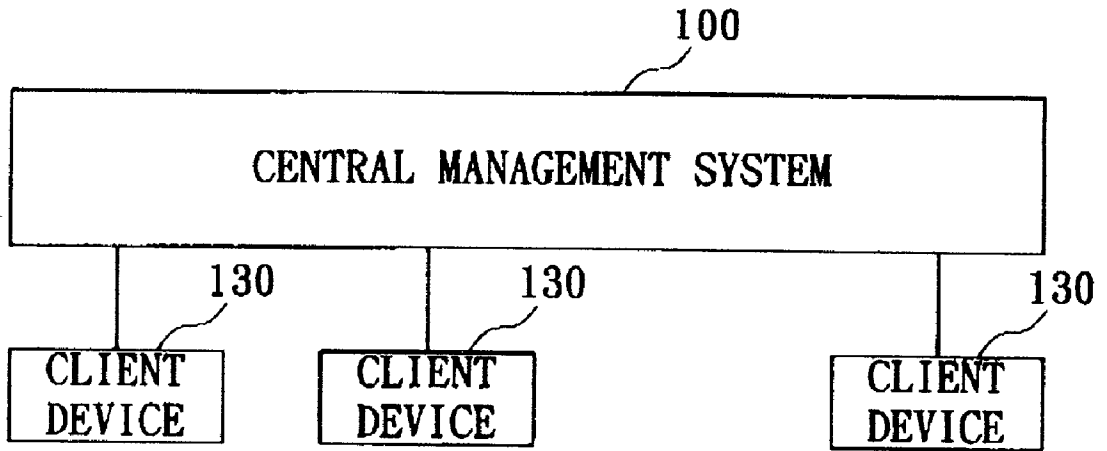 100
CENTRAL MANAGEMENT SYSTEM
130
130
130
CLIENT
DEVICE
CLIENT
DEVICE
CLIENT
DEVICE